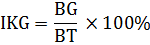 IKG = BG/BT × 100%